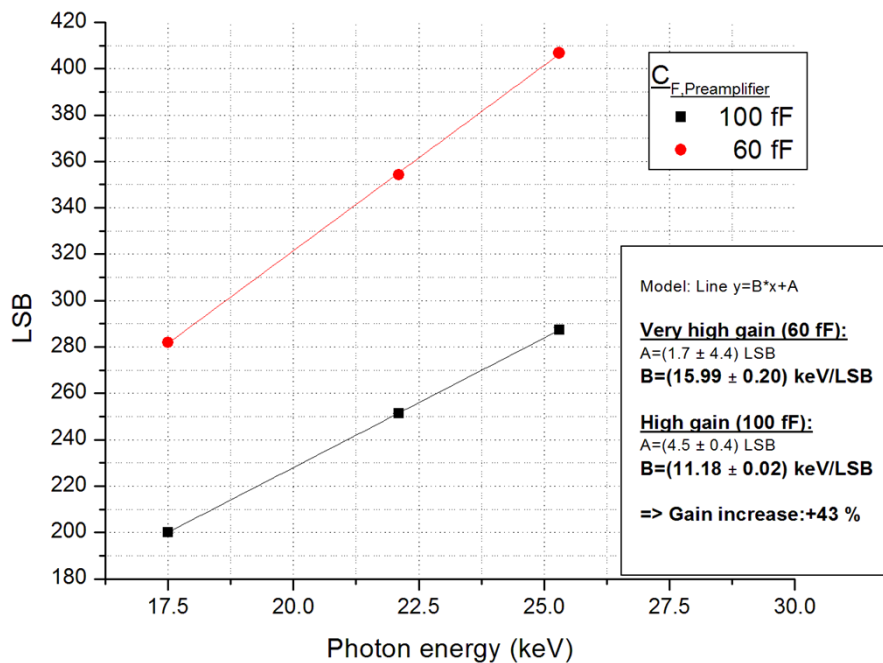 420
400
380
360
340
320
300
280
260
240
220
200
180
LSB
17.5 20.0 22.5 25.0 27.5 30.0
Photon energy (keV)
C F,Preamplifier
100 fF
60 fF
Model: Line y=B*x+A
Very high gain (60 fF):
A=(1.7 ± 4.4) LSB
B=(15.99 ± 0.20) keV/LSB
High gain (100 fF):
A=(4.5 ± 0.4) LSB
B=(11.18 ± 0.02) keV/LSB
=> Gain increase:+43 %